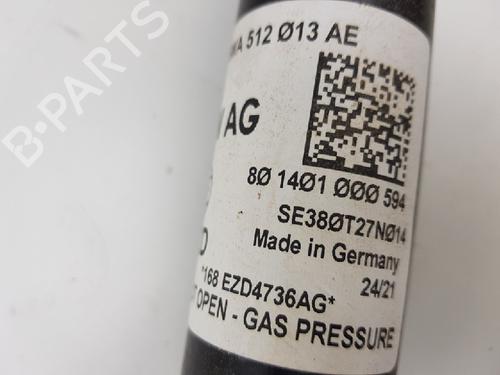 512 Ø13 AE
AG
8Ø 14Ø1 ØØØ 594
SE38ØT27NØ14
Made in Germany
24/21
*168 EZD4736AG*
OPEN - GAS PRESSURE
B-PARTS